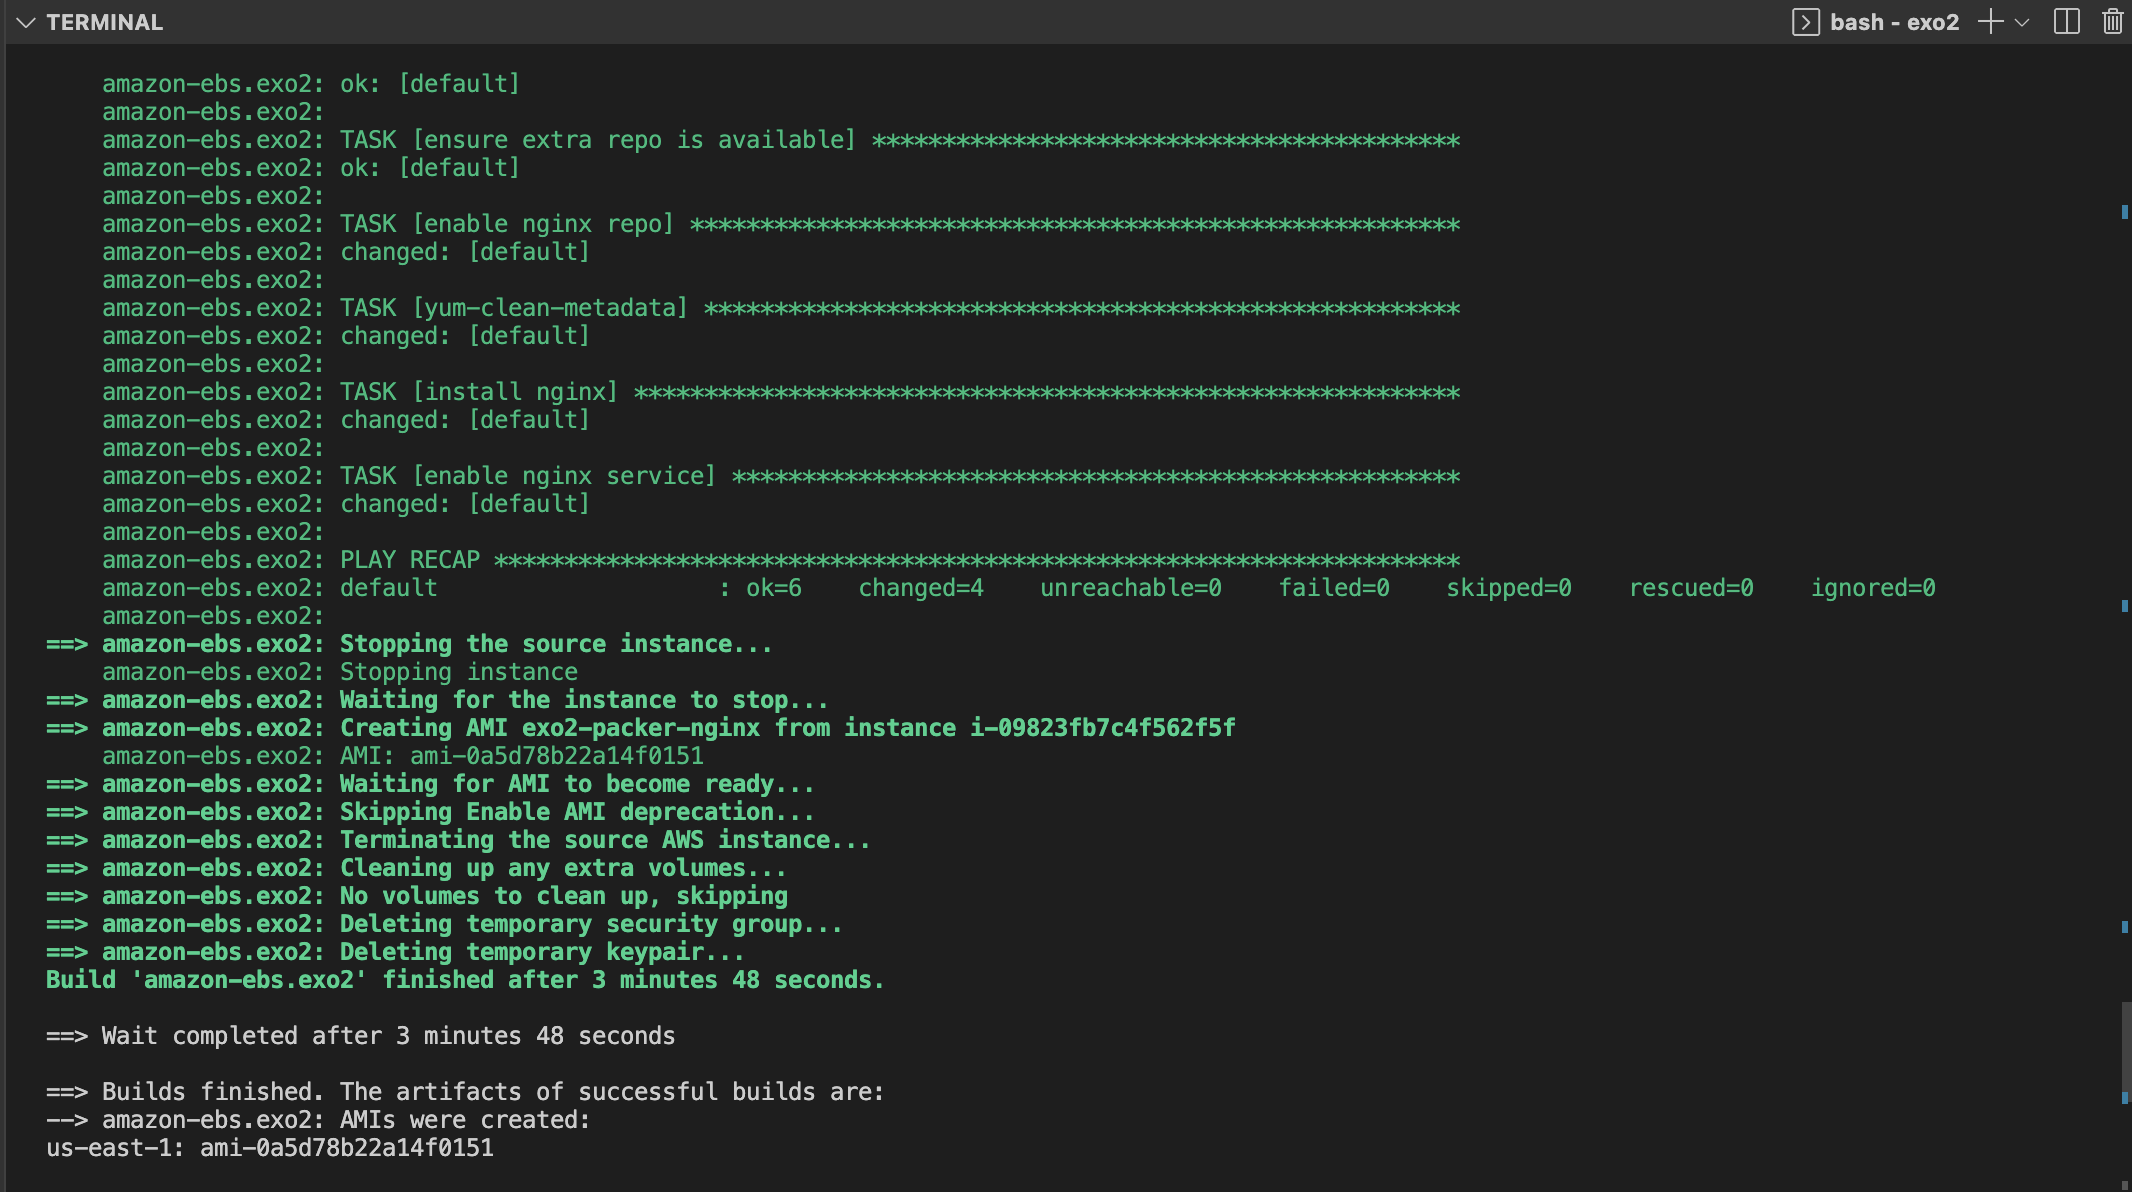 TERMINAL
bash - exo2
amazon-ebs.exo2: ok: [default]
amazon-ebs.exo2:
amazon-ebs.exo2: TASK [ensure extra repo is available] ******************************************
amazon-ebs.exo2: ok: [default]
amazon-ebs.exo2:
amazon-ebs.exo2: TASK [enable nginx repo] *******************************************************
amazon-ebs.exo2: changed: [default]
amazon-ebs.exo2:
amazon-ebs.exo2: TASK [yum-clean-metadata] ******************************************************
amazon-ebs.exo2: changed: [default]
amazon-ebs.exo2:
amazon-ebs.exo2: TASK [install nginx] ***********************************************************
amazon-ebs.exo2: changed: [default]
amazon-ebs.exo2:
amazon-ebs.exo2: TASK [enable nginx service] ****************************************************
amazon-ebs.exo2: changed: [default]
amazon-ebs.exo2:
amazon-ebs.exo2: PLAY RECAP *********************************************************************
amazon-ebs.exo2: default                    : ok=6    changed=4    unreachable=0    failed=0    skipped=0    rescued=0    ignored=0
amazon-ebs.exo2:
==> amazon-ebs.exo2: Stopping the source instance...
amazon-ebs.exo2: Stopping instance
==> amazon-ebs.exo2: Waiting for the instance to stop...
==> amazon-ebs.exo2: Creating AMI exo2-packer-nginx from instance i-09823fb7c4f562f5f
amazon-ebs.exo2: AMI: ami-0a5d78b22a14f0151
==> amazon-ebs.exo2: Waiting for AMI to become ready...
==> amazon-ebs.exo2: Skipping Enable AMI deprecation...
==> amazon-ebs.exo2: Terminating the source AWS instance...
==> amazon-ebs.exo2: Cleaning up any extra volumes...
==> amazon-ebs.exo2: No volumes to clean up, skipping
==> amazon-ebs.exo2: Deleting temporary security group...
==> amazon-ebs.exo2: Deleting temporary keypair...
Build 'amazon-ebs.exo2' finished after 3 minutes 48 seconds.
==> Wait completed after 3 minutes 48 seconds
==> Builds finished. The artifacts of successful builds are:
--> amazon-ebs.exo2: AMIs were created:
us-east-1: ami-0a5d78b22a14f0151